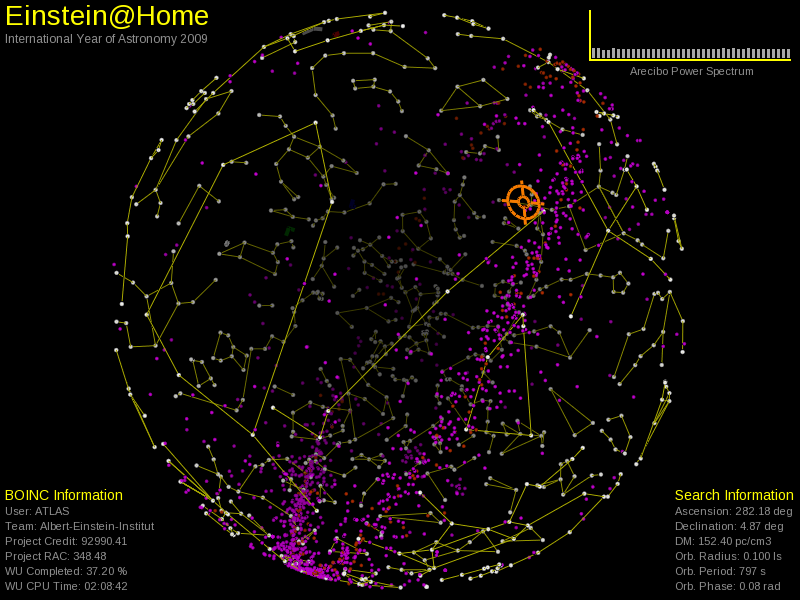 Einstein@Home
International Year of Astronomy 2009
Arecibo Power Spectrum
BOINC Information
User: ATLAS
Team: Albert-Einstein-Institut
Project Credit: 92990.41
Project RAC: 348.48
WU Completed: 37.20 %
WU CPU Time: 02:08:42
Search Information
Ascension: 282.18 deg
Declination: 4.87 deg
DM: 152.40 pc/cm3
Orb. Radius: 0.100 ls
Orb. Period: 797 s
Orb. Phase: 0.08 rad